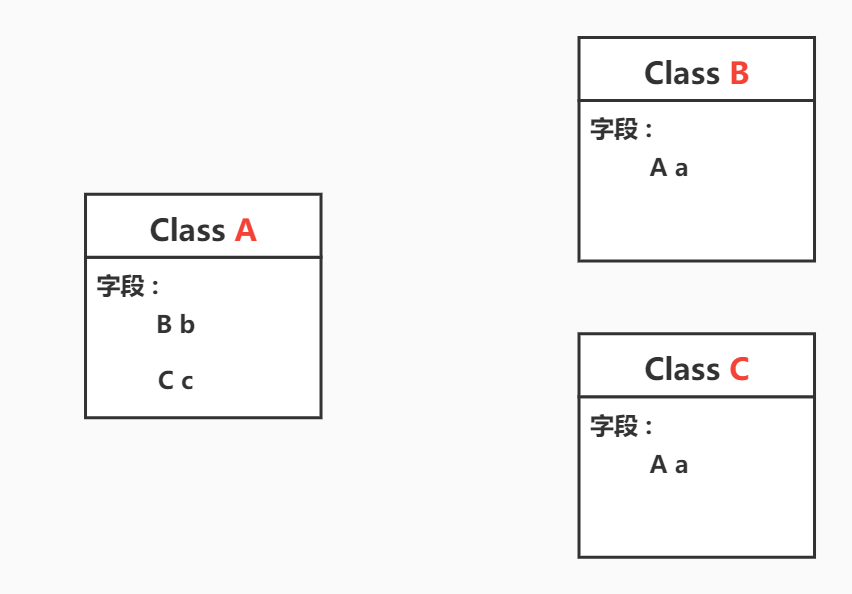 Class A
字段：
B b
C c
Class B
字段：
A a
Class C
字段：
A a